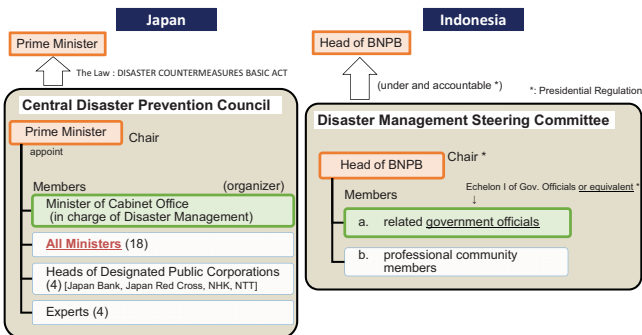 Japan
Prime Minister
The Law : DISASTER COUNTERMEASURES BASIC ACT
Central Disaster Prevention Council
Prime Minister
Chair
appoint
Members
(organizer)
Minister of Cabinet Office
(in charge of Disaster Management)
All Ministers (18)
Heads of Designated Public Corporations
(4) [Japan Bank, Japan Red Cross, NHK, NTT]
Experts (4)
Indonesia
Head of BNPB
(under and accountable *)
*: Presidential Regulation
Disaster Management Steering Committee
Head of BNPB
Chair *
Echelon I of Gov. Officials or equivalent *
Members
↓
a. related government officials
b. professional community
members